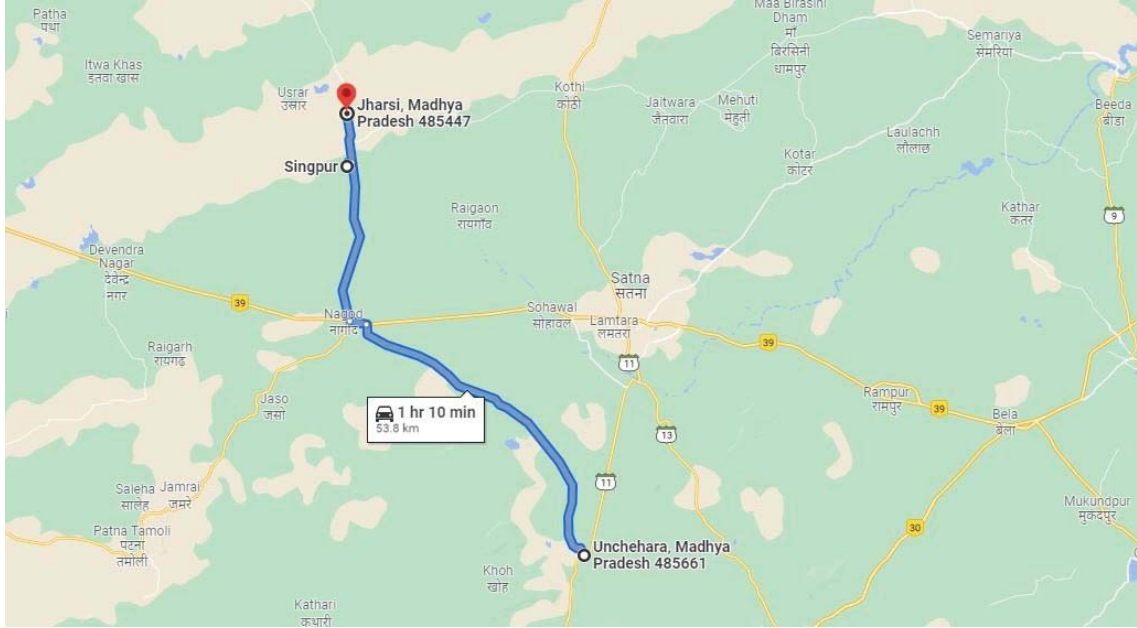 Patha
पथा
Maa Birasini
Dham
माँ
बिरसिनी
धामपुर
Semariya
सेमरिया
Itwa Khas
इतवा खास
Usrar
उस्रार
Jharsi, Madhya
Pradesh 485447
Kothi
कोठी
Jaitwara
जैतवारा
Mehuti
मेहुती
Beeda
बीडा
Laulachh
लौलाछ
Singpur
Kotar
कोटर
Raigaon
रायगाँव
Kathar
कतर
9
Devendra
Nagar
देवेन्द्र
नगर
Satna
सतना
39
Nagod
नागौद
Sohawal
सोहावल
Lamtara
लमतरा
39
Raigarh
रायगढ़
11
Jaso
जसो
1 hr 10 min
53.8 km
Rampur
रामपुर
39
Bela
बेला
13
11
Saleha
सालेह
Jamrai
जमरे
Mukundpur
मुकुंदपुर
30
Patna Tamoli
पटना
तमोली
Unchehara, Madhya
Pradesh 485661
Khoh
खोह
Kathari
कथारी